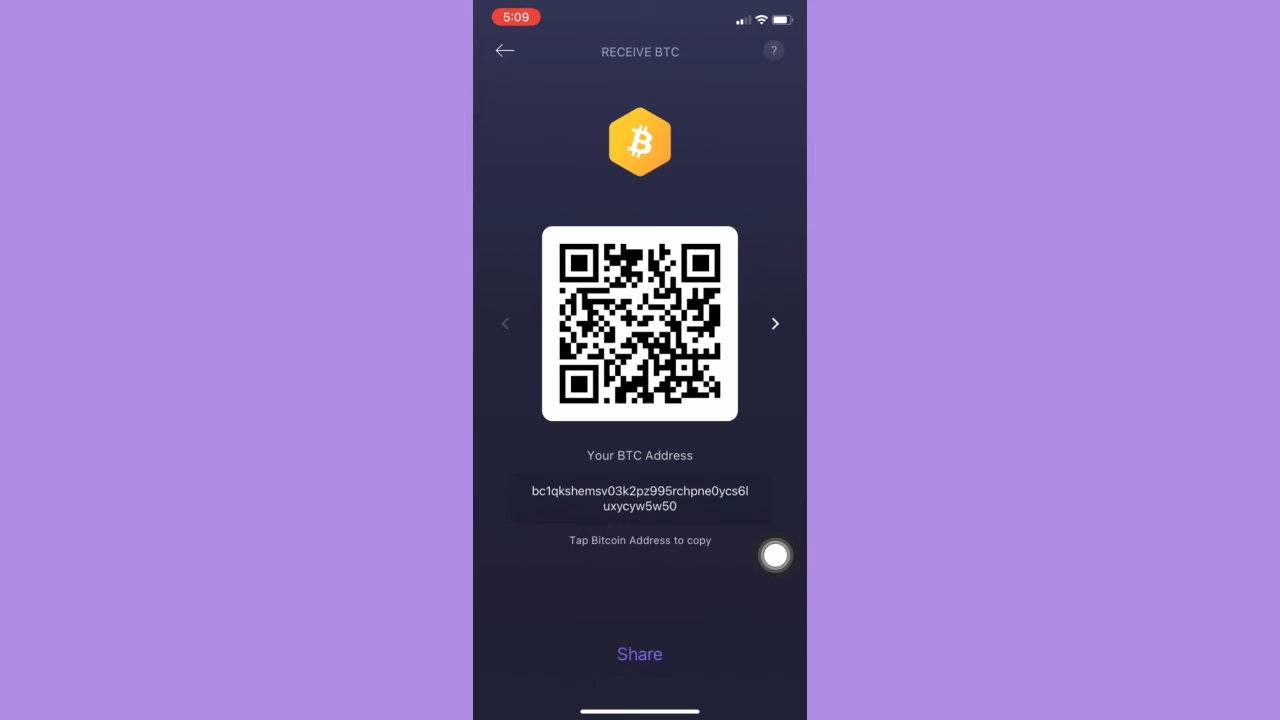 5:09
RECEIVE BTC
?
Your BTC Address
bc1qkshemsv03k2pz995rchpne0ycs6l
uxycyw5w50
Tap Bitcoin Address to copy
Share